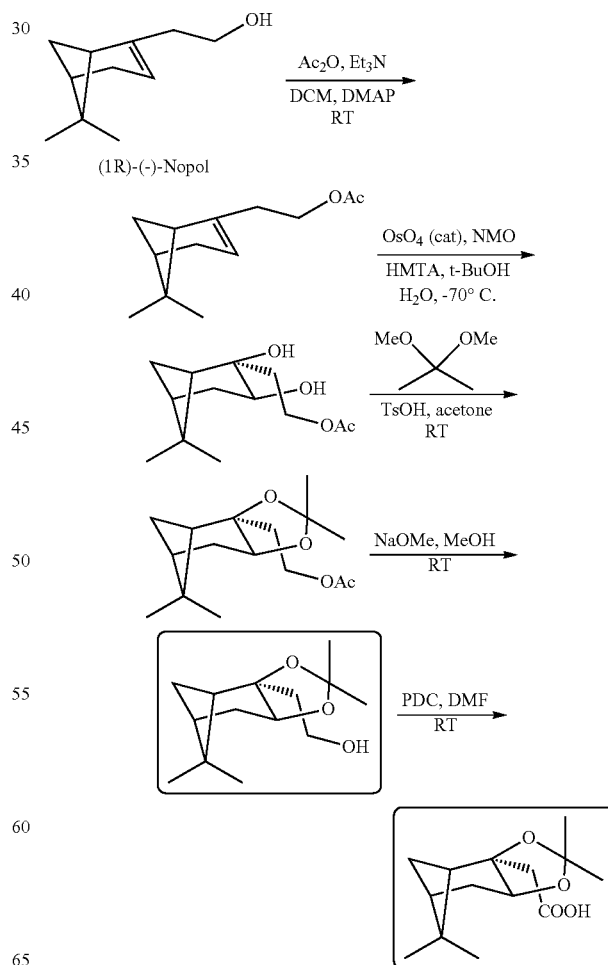 30
OH
Ac₂O, Et₃N
DCM, DMAP
RT
35
(1R)-(-)-Nopol
OAc
OsO₄ (cat), NMO
HMTA, t-BuOH
H₂O, -70° C.
40
MeO OMe
OH
OH
OAc
TsOH, acetone
RT
45
O
O
NaOMe, MeOH
RT
50
OAc
55
O
O
PDC, DMF
RT
OH
60
O
O
COOH
65